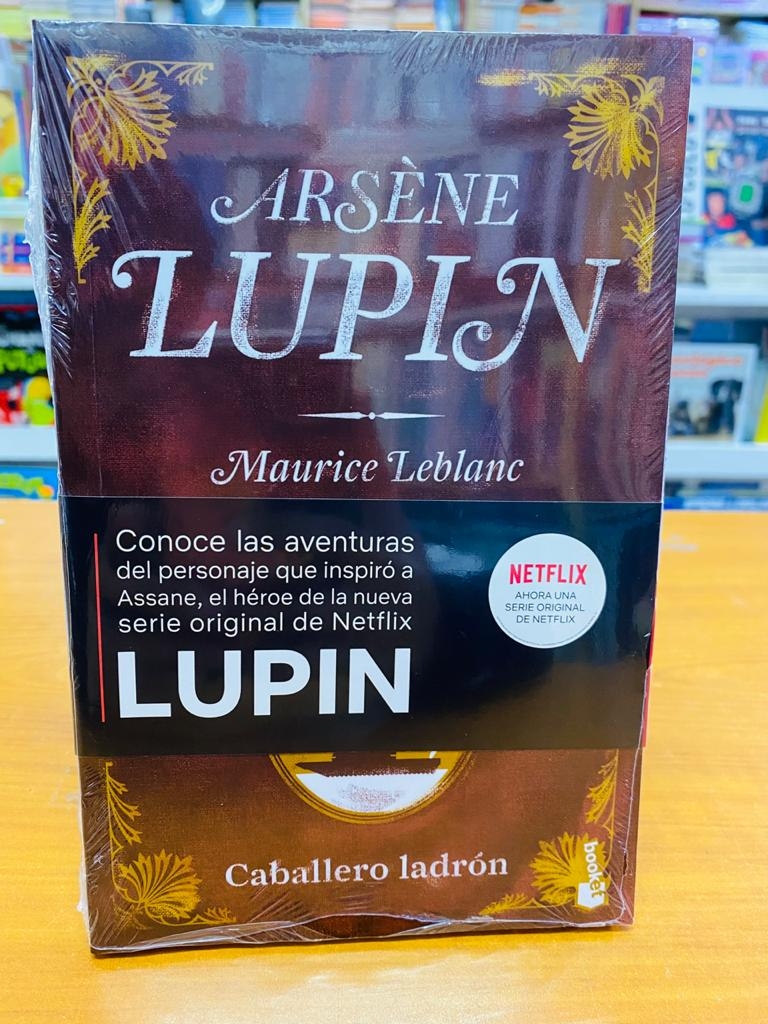 ARSÈNE
LUPIN
Maurice Leblanc
Conoce las aventuras
del personaje que inspiró a
Assane, el héroe de la nueva
serie original de Netflix
LUPIN
NETFLIX
AHORA UNA
SERIE ORIGINAL
DE NETFLIX
Caballero ladrón
booket